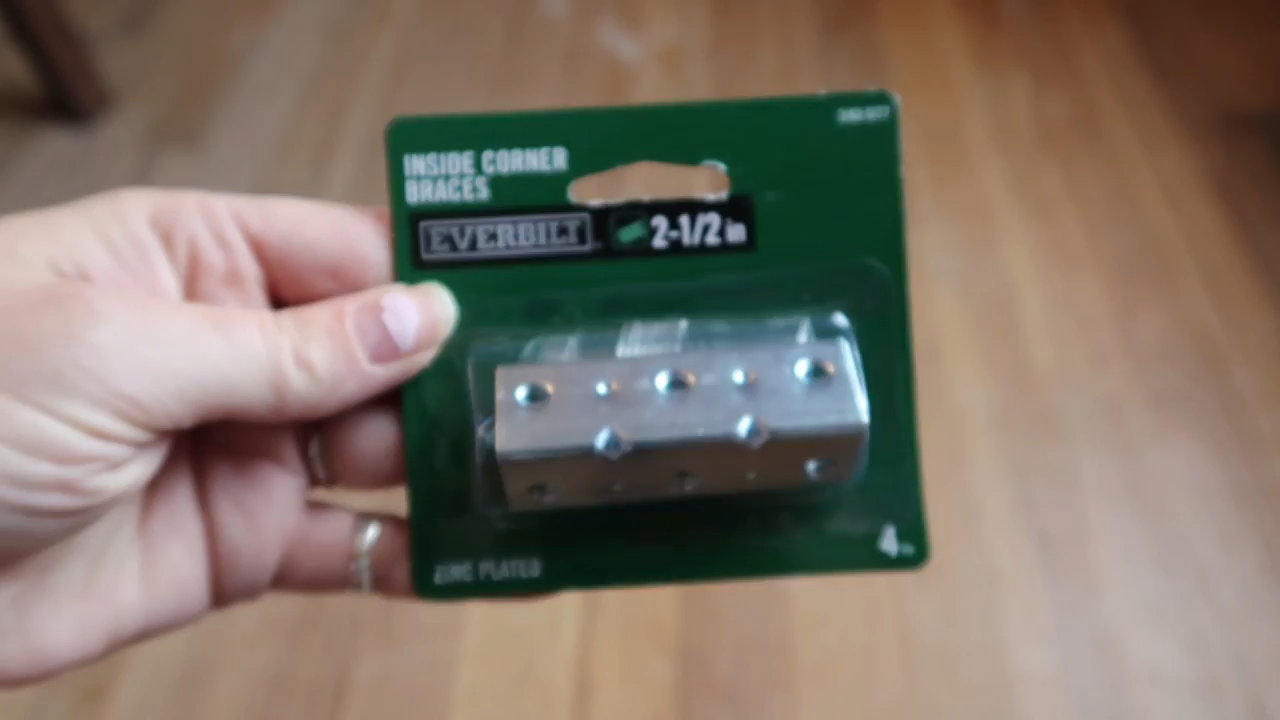 INSIDE CORNER
BRACES
EVERBILT 2-1/2 in
ZINC PLATED
4